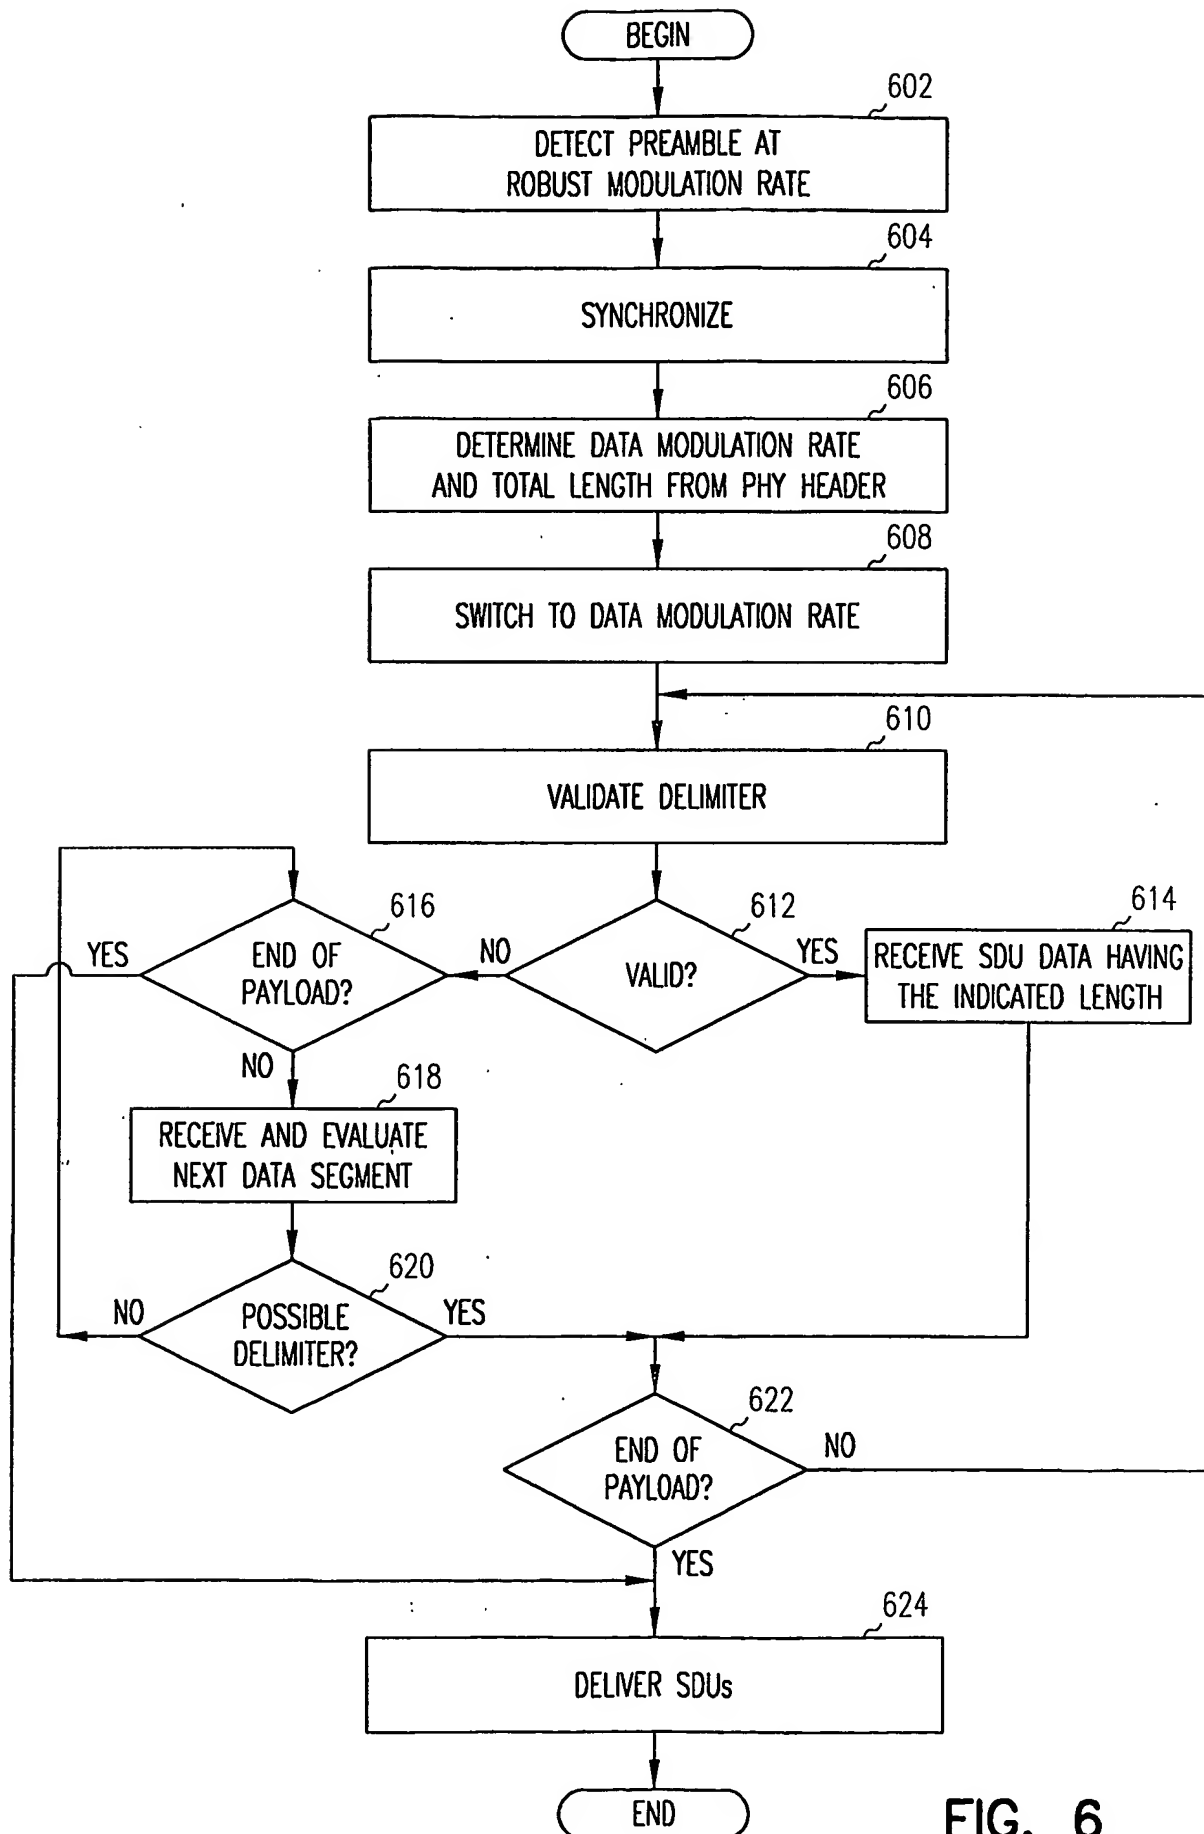 BEGIN
602
DETECT PREAMBLE AT
ROBUST MODULATION RATE
604
SYNCHRONIZE
606
DETERMINE DATA MODULATION RATE
AND TOTAL LENGTH FROM PHY HEADER
608
SWITCH TO DATA MODULATION RATE
610
VALIDATE DELIMITER
616
YES
END OF
PAYLOAD?
NO
612
VALID?
YES
614
RECEIVE SDU DATA HAVING
THE INDICATED LENGTH
NO
618
RECEIVE AND EVALUATE
NEXT DATA SEGMENT
620
NO
POSSIBLE
DELIMITER?
YES
622
END OF
PAYLOAD?
NO
YES
624
DELIVER SDUs
END
FIG. 6